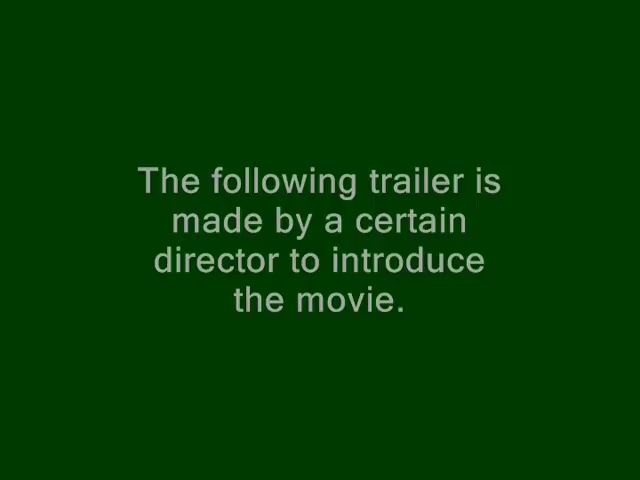 The following trailer is
made by a certain
director to introduce
the movie.